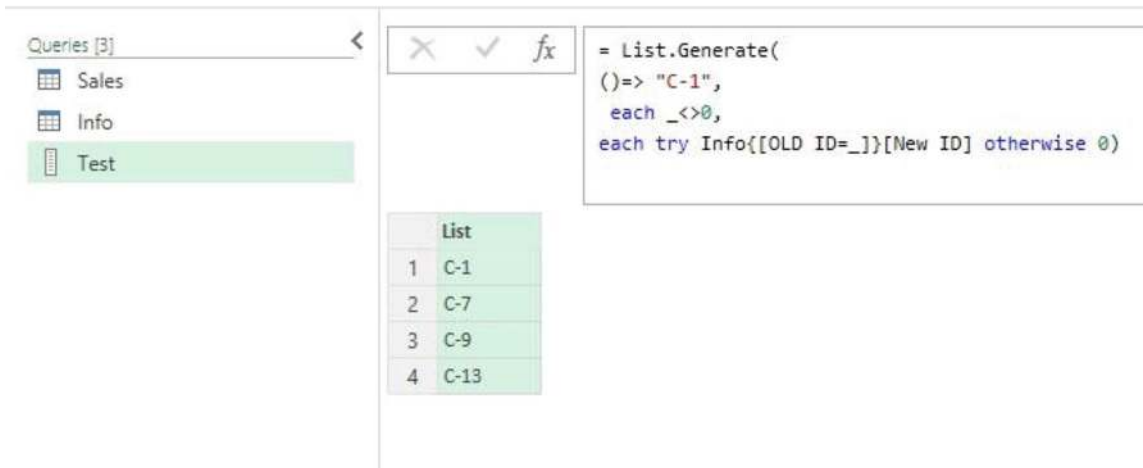 Queries [3]
Sales
Info
Test
fx
= List.Generate(
()=> "C-1",
each _<>0,
each try Info{[OLD ID=_]}[New ID] otherwise 0)
List
1 C-1
2 C-7
3 C-9
4 C-13